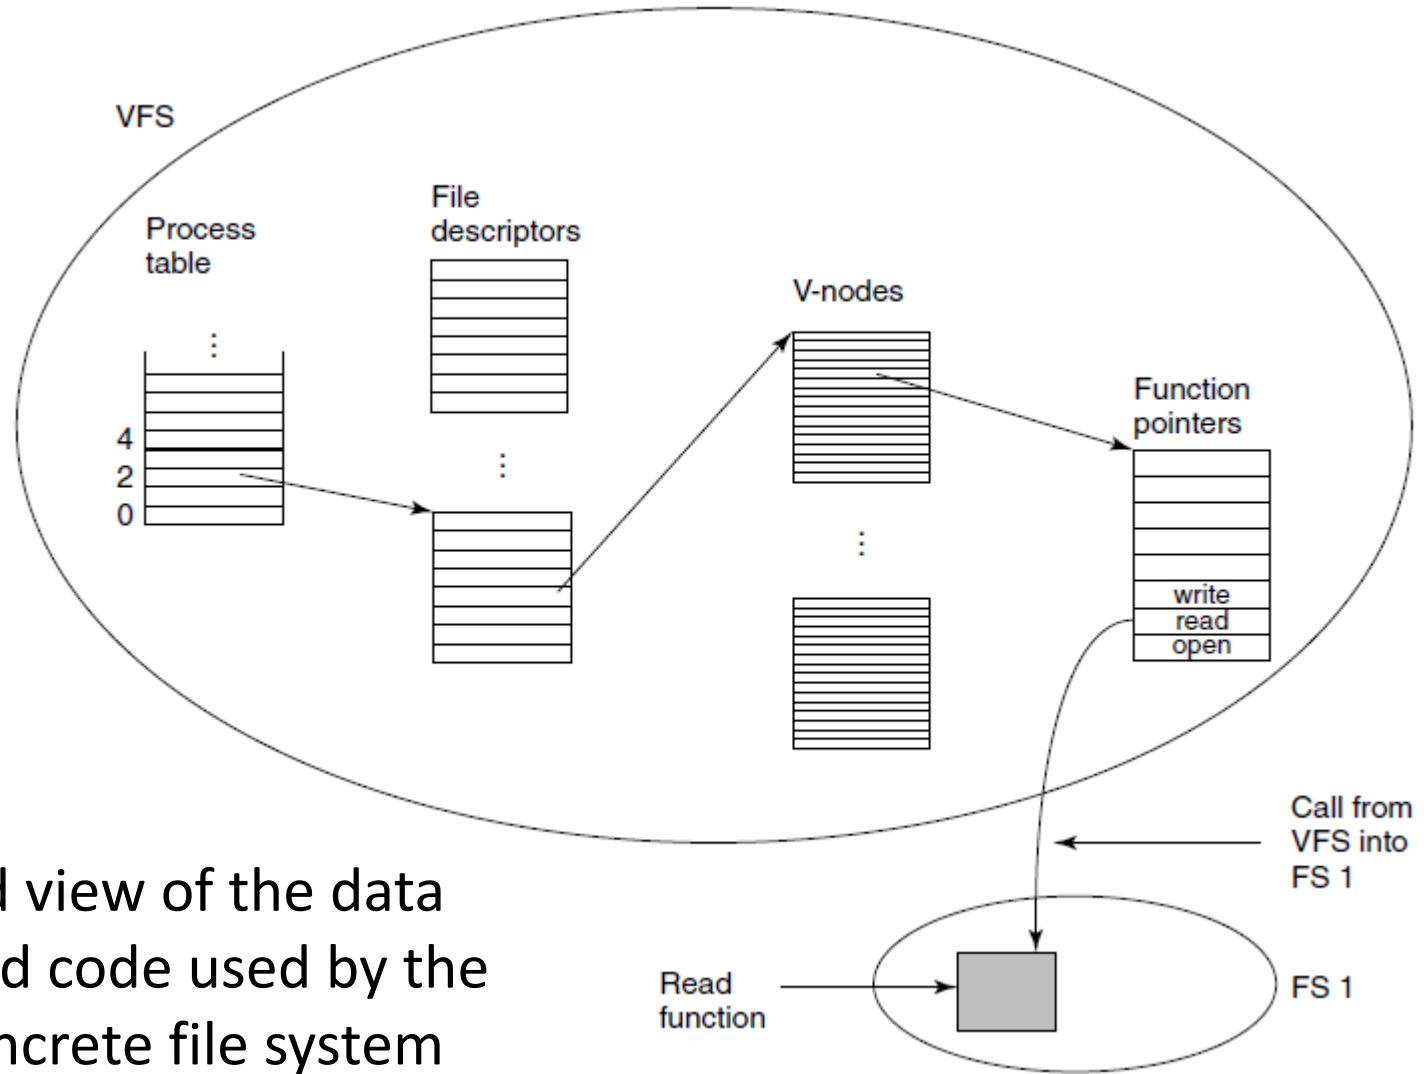 VFS
File
descriptors
Process
table
V-nodes
Function
pointers
4
2
0
write
read
open
Call from
VFS into
FS 1
d view of the data
d code used by the
ncrete file system
Read
function
FS 1